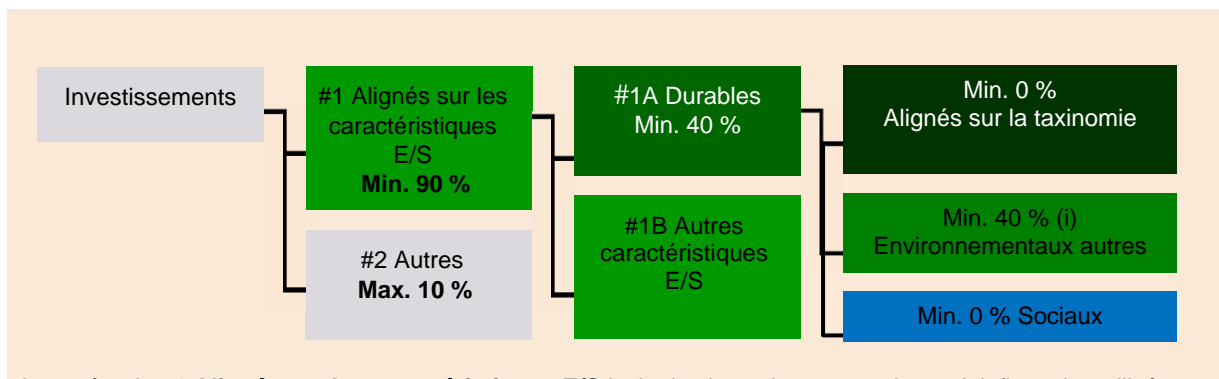 Investissements
#1 Alignés sur les
caractéristiques
E/S
Min. 90 %
#2 Autres
Max. 10 %
#1A Durables
Min. 40 %
#1B Autres
caractéristiques
E/S
Min. 0 %
Alignés sur la taxinomie
Min. 40 % (i)
Environnementaux autres
Min. 0 % Sociaux